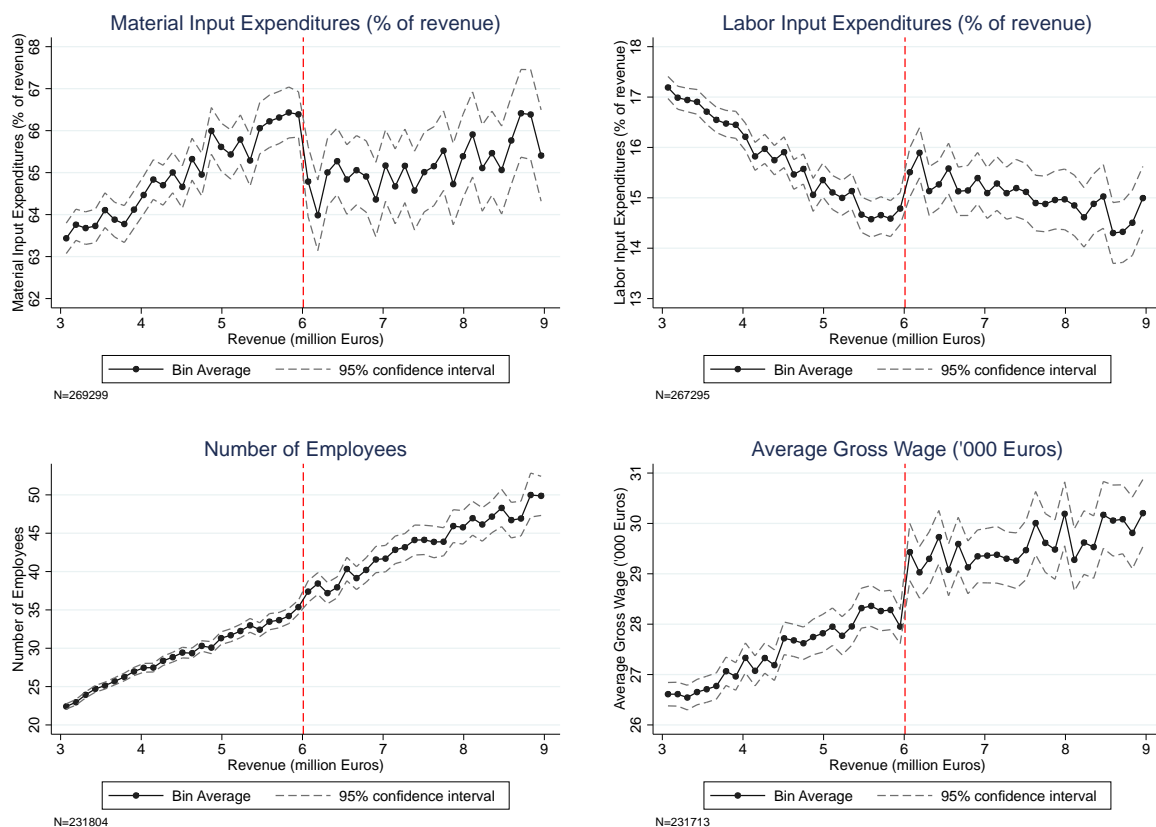 Material Input Expenditures (% of revenue)
Material Input Expenditures (% of revenue)
62 63 64 65 66 67 68
3 4 5 6 7 8 9
Revenue (million Euros)
Bin Average 95% confidence interval
N=269299
Labor Input Expenditures (% of revenue)
Labor Input Expenditures (% of revenue)
13 14 15 16 17 18
3 4 5 6 7 8 9
Revenue (million Euros)
Bin Average 95% confidence interval
N=267295
Number of Employees
Number of Employees
20 25 30 35 40 45 50
3 4 5 6 7 8 9
Revenue (million Euros)
Bin Average 95% confidence interval
N=231804
Average Gross Wage ('000 Euros)
Average Gross Wage ('000 Euros)
26 27 28 29 30 31
3 4 5 6 7 8 9
Revenue (million Euros)
Bin Average 95% confidence interval
N=231713